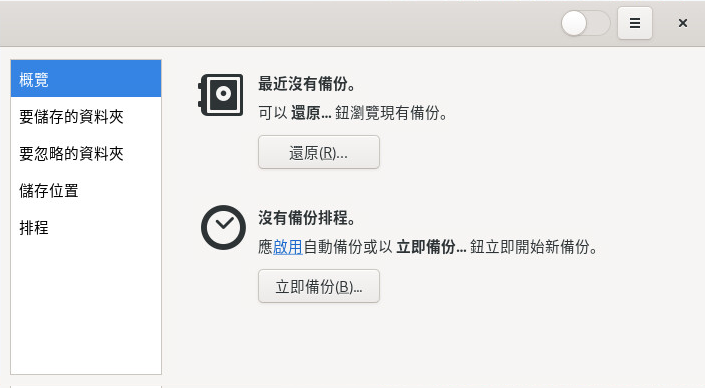 概覽
要儲存的資料夾
要忽略的資料夾
儲存位置
排程
最近沒有備份。
可以 還原… 鈕瀏覽現有備份。
還原(R)…
沒有備份排程。
應啟用自動備份或以 立即備份… 鈕立即開始新備份。
立即備份(B)…